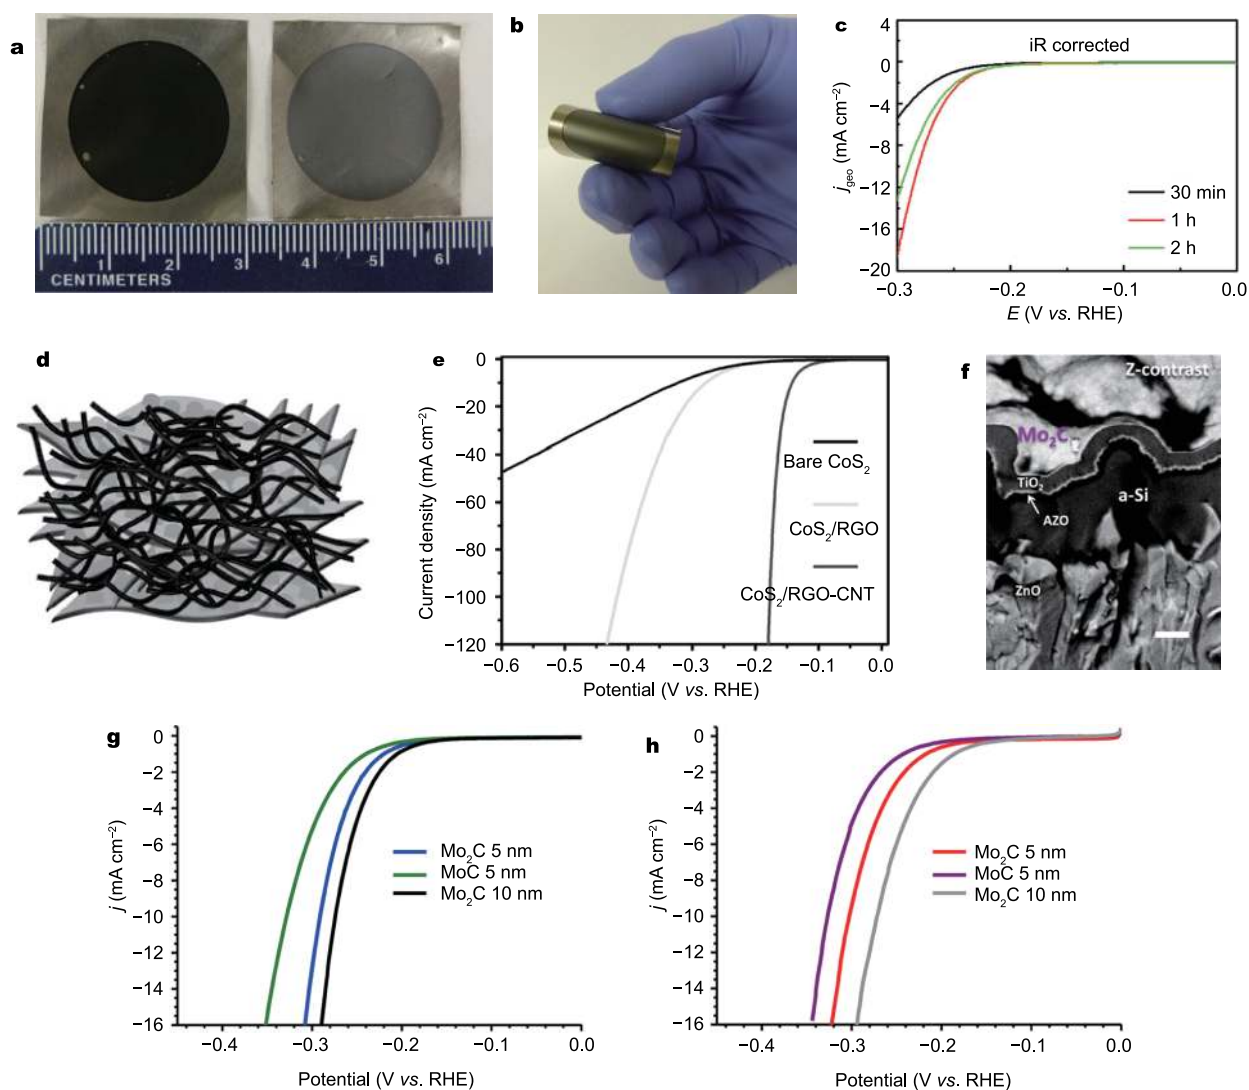 a
1 2 3 4 5 6
CENTIMETERS
b
c
iR corrected
0
−4
−8
−12
−16
−20
j_geo (mA cm⁻²)
30 min
1 h
2 h
−0.3 −0.2 −0.1 0.0
E (V vs. RHE)
d
e
0
−20
−40
−60
−80
−100
−120
Current density (mA cm⁻²)
Bare CoS₂
CoS₂/RGO
CoS₂/RGO-CNT
−0.6 −0.5 −0.4 −0.3 −0.2 −0.1 0.0
Potential (V vs. RHE)
f
Z-contrast
Mo₂C
TiO₂
a-Si
AZO
ZnO
g
0
−2
−4
−6
−8
−10
−12
−14
−16
j (mA cm⁻²)
Mo₂C 5 nm
MoC 5 nm
Mo₂C 10 nm
−0.4 −0.3 −0.2 −0.1 0.0
Potential (V vs. RHE)
h
0
−2
−4
−6
−8
−10
−12
−14
−16
j (mA cm⁻²)
Mo₂C 5 nm
MoC 5 nm
Mo₂C 10 nm
−0.4 −0.3 −0.2 −0.1 0.0
Potential (V vs. RHE)